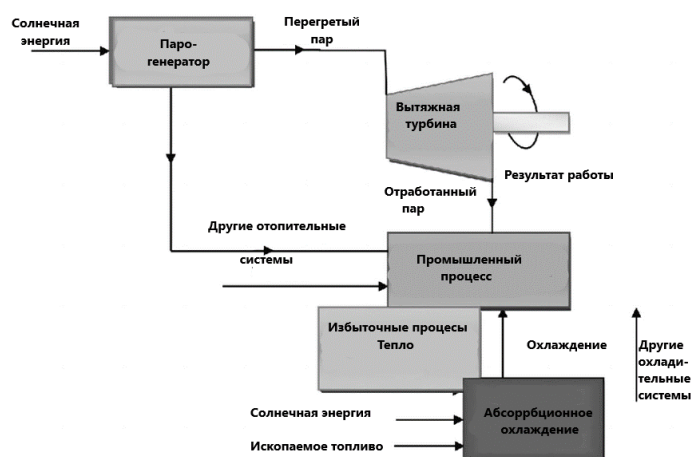 Солнечная
энергия
Паро-
генератор
Перегретый
пар
Вытяжная
турбина
Результат работы
Отработанный
пар
Другие отопительные
системы
Промышленный
процесс
Избыточные процесы
Тепло
Охлаждение
Другие
охлади-
тельные
системы
Солнечная энергия
Абсоррбционное
охлаждение
Ископаемое топливо